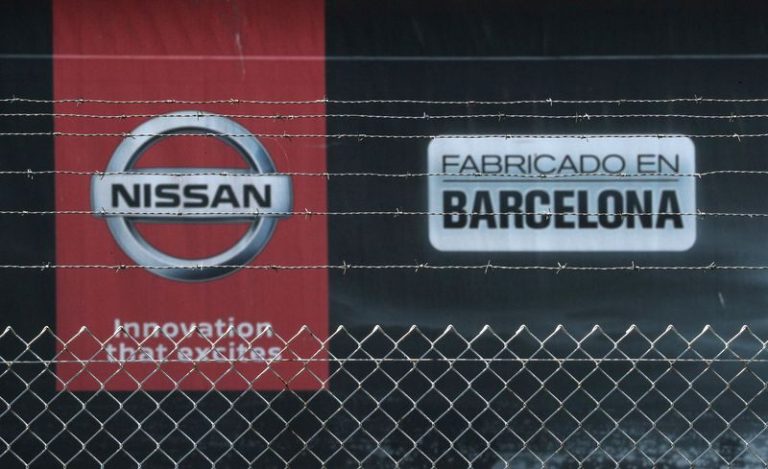 NISSAN
Innovation
that excites
FABRICADO EN
BARCELONA